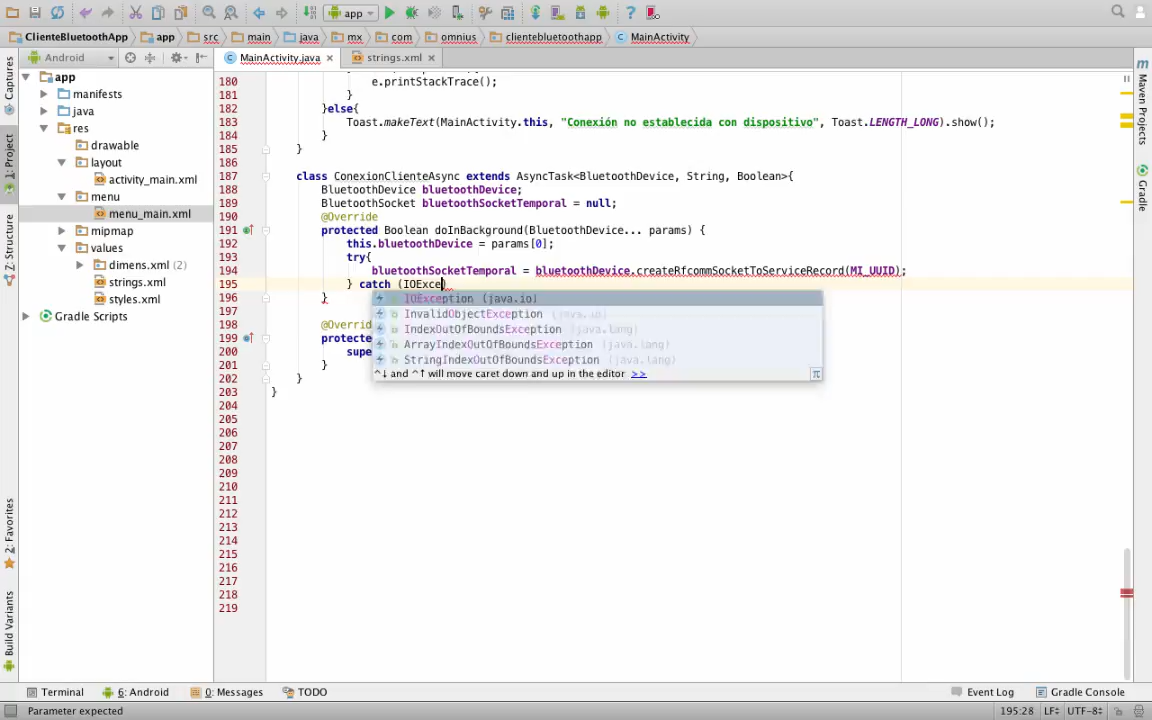 app
ClienteBluetoothApp
app
src
main
java
mx
com
omnius
clientebluetoothapp
MainActivity
Android
MainActivity.java
strings.xml
Captures
1: Project
Z: Structure
2: Favorites
Build Variants
Maven Projects
Gradle
app
manifests
java
res
drawable
layout
activity_main.xml
menu
menu_main.xml
mipmap
values
dimens.xml (2)
strings.xml
styles.xml
Gradle Scripts
180 e.printStackTrace();
181 }
182 }else{
183 Toast.makeText(MainActivity.this, "Conexión no establecida con dispositivo", Toast.LENGTH_LONG).show();
184 }
185 }
186
187 class ConexionClienteAsync extends AsyncTask<BluetoothDevice, String, Boolean>{
188 BluetoothDevice bluetoothDevice;
189 BluetoothSocket bluetoothSocketTemporal = null;
190 @Override
191 protected Boolean doInBackground(BluetoothDevice... params) {
192 this.bluetoothDevice = params[0];
193 try{
194 bluetoothSocketTemporal = bluetoothDevice.createRfcommSocketToServiceRecord(MI_UUID);
195 } catch (IOExce)
196 }
197
198 @Overrid
199 protecte
200 supe
201 }
202 }
203 }
204
205
206
207
208
209
210
211
212
213
214
215
216
217
218
219
IOException (java.io)
InvalidObjectException (java.io)
IndexOutOfBoundsException (java.lang)
ArrayIndexOutOfBoundsException (java.lang)
StringIndexOutOfBoundsException (java.lang)
^↓ and ^↑ will move caret down and up in the editor >>
π
Terminal
6: Android
0: Messages
TODO
Event Log
Gradle Console
Parameter expected
195:28
LF÷
UTF-8÷